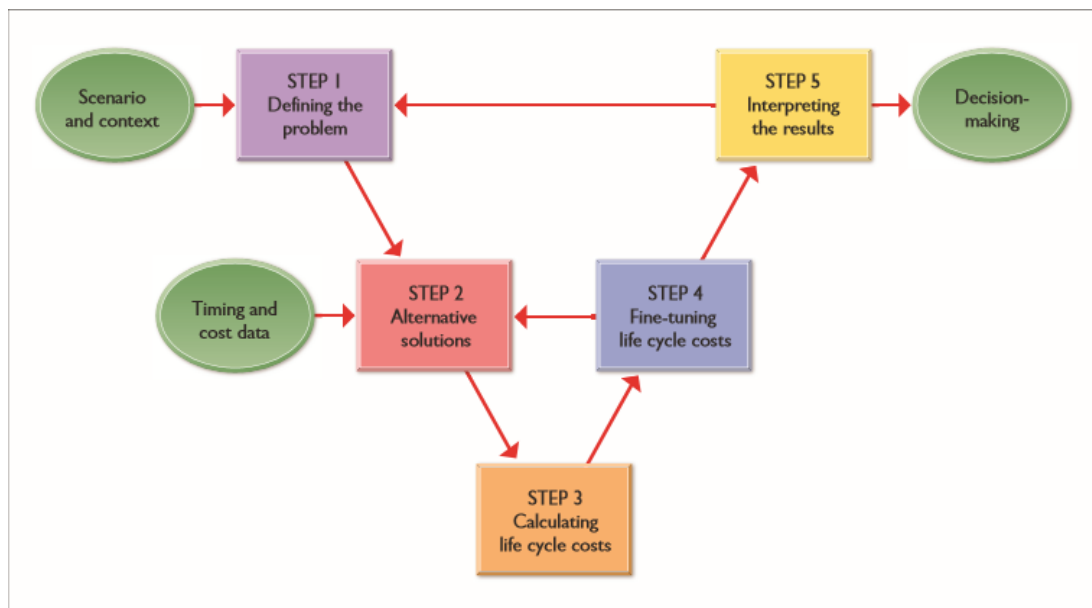 Scenario
and context
STEP 1
Defining the
problem
STEP 5
Interpreting
the results
Decision-
making
Timing and
cost data
STEP 2
Alternative
solutions
STEP 4
Fine-tuning
life cycle costs
STEP 3
Calculating
life cycle costs